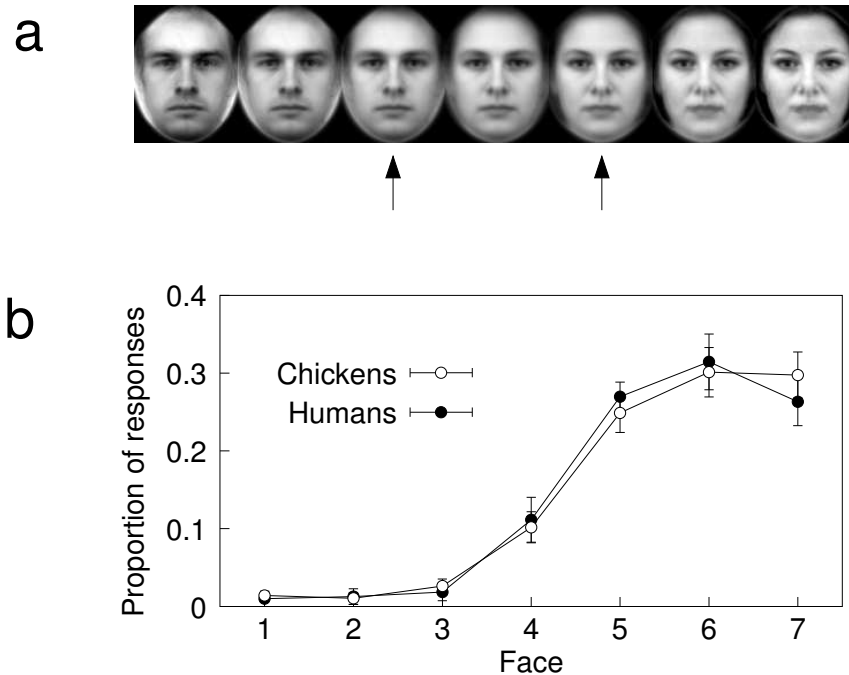 a
b
0.4
0.3
0.2
0.1
0
Proportion of responses
Chickens
Humans
1 2 3 4 5 6 7
Face